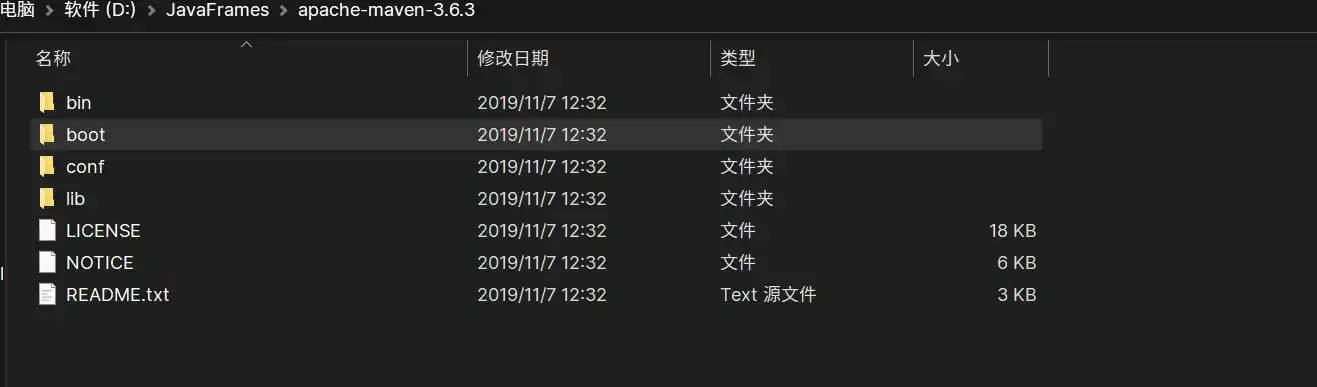 电脑 > 软件 (D:) > JavaFrames > apache-maven-3.6.3
名称 修改日期 类型 大小
bin 2019/11/7 12:32 文件夹
boot 2019/11/7 12:32 文件夹
conf 2019/11/7 12:32 文件夹
lib 2019/11/7 12:32 文件夹
LICENSE 2019/11/7 12:32 文件 18 KB
NOTICE 2019/11/7 12:32 文件 6 KB
README.txt 2019/11/7 12:32 Text 源文件 3 KB